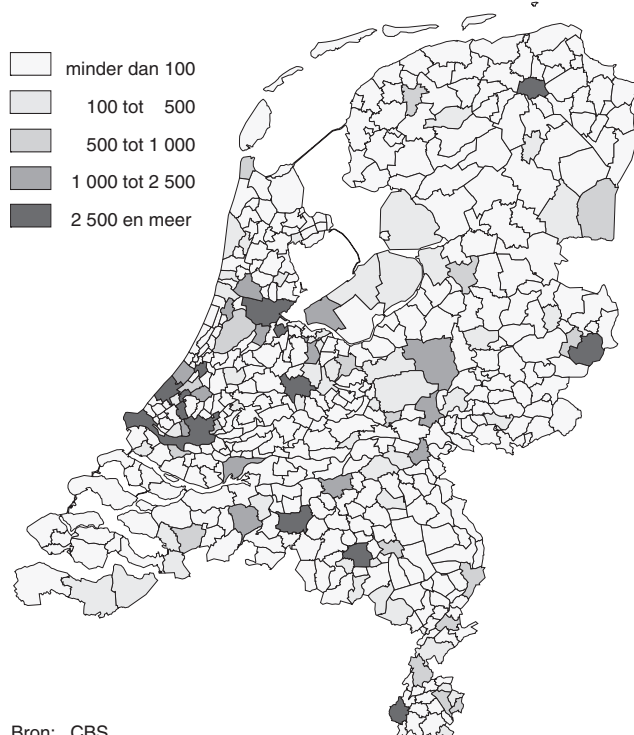 minder dan 100
100 tot 500
500 tot 1 000
1 000 tot 2 500
2 500 en meer
Bron: CBS